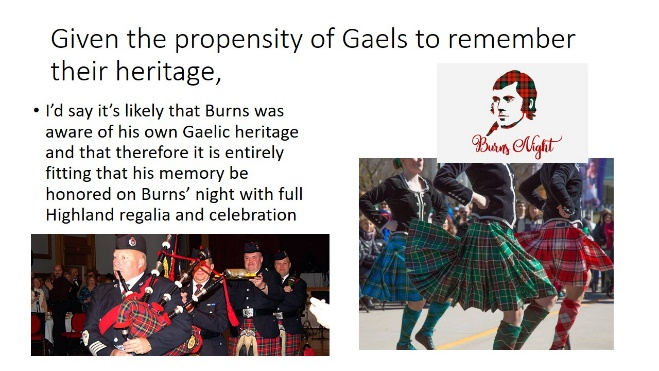 Given the propensity of Gaels to remember
their heritage,
• I’d say it’s likely that Burns was
aware of his own Gaelic heritage
and that therefore it is entirely
fitting that his memory be
honored on Burns’ night with full
Highland regalia and celebration
Burns Night